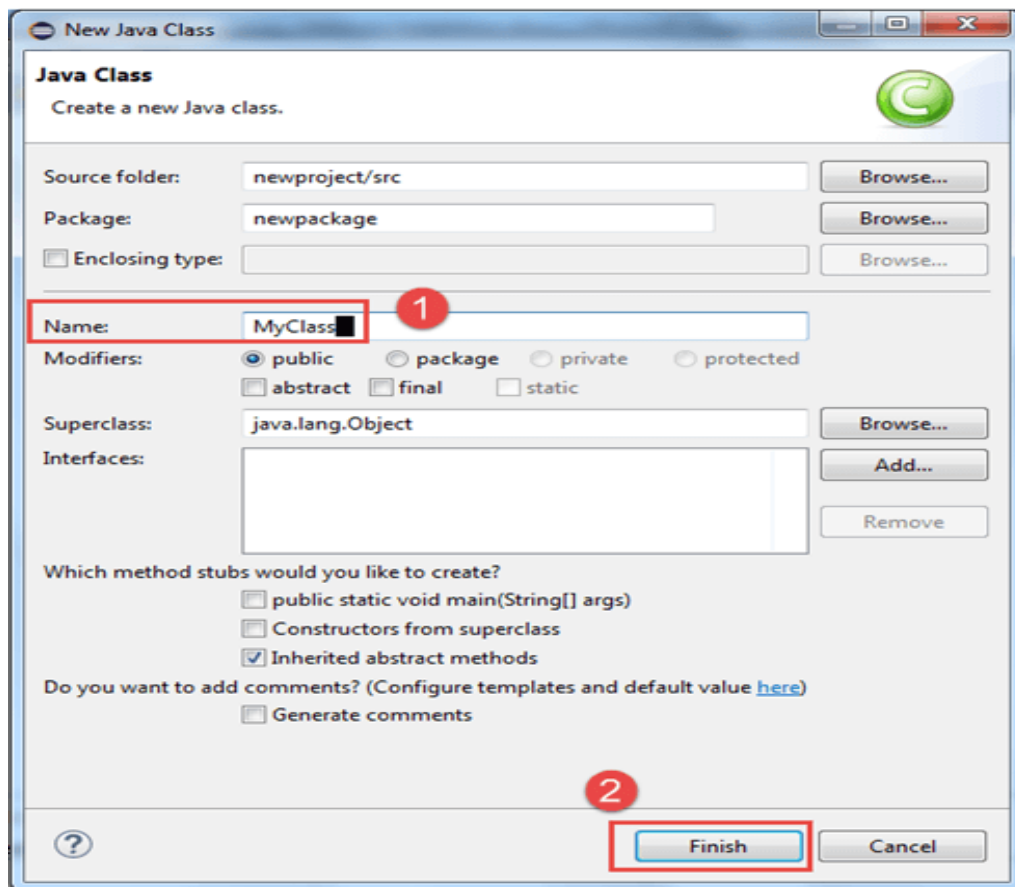 New Java Class
Java Class
Create a new Java class.
C
Source folder: newproject/src Browse...
Package: newpackage Browse...
Enclosing type: Browse...
1
Name: MyClass
Modifiers: public package private protected
abstract final static
Superclass: java.lang.Object Browse...
Interfaces: Add...
Remove
Which method stubs would you like to create?
public static void main(String[] args)
Constructors from superclass
Inherited abstract methods
Do you want to add comments? (Configure templates and default value here)
Generate comments
2
? Finish Cancel